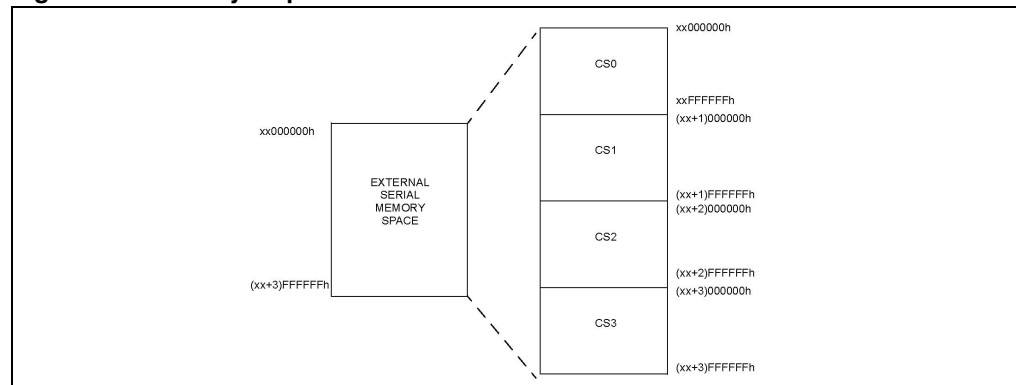 xx000000h
EXTERNAL
SERIAL
MEMORY
SPACE
(xx+3)FFFFFFh
xx000000h
CS0
xxFFFFFFh
(xx+1)000000h
CS1
(xx+1)FFFFFFh
(xx+2)000000h
CS2
(xx+2)FFFFFFh
(xx+3)000000h
CS3
(xx+3)FFFFFFh